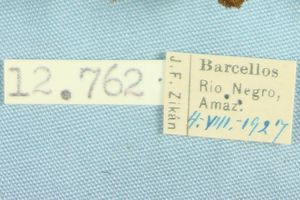 12.762
J. F. Zikán
Barcellos
Rio Negro,
Amaz.
4.VIII.-1927